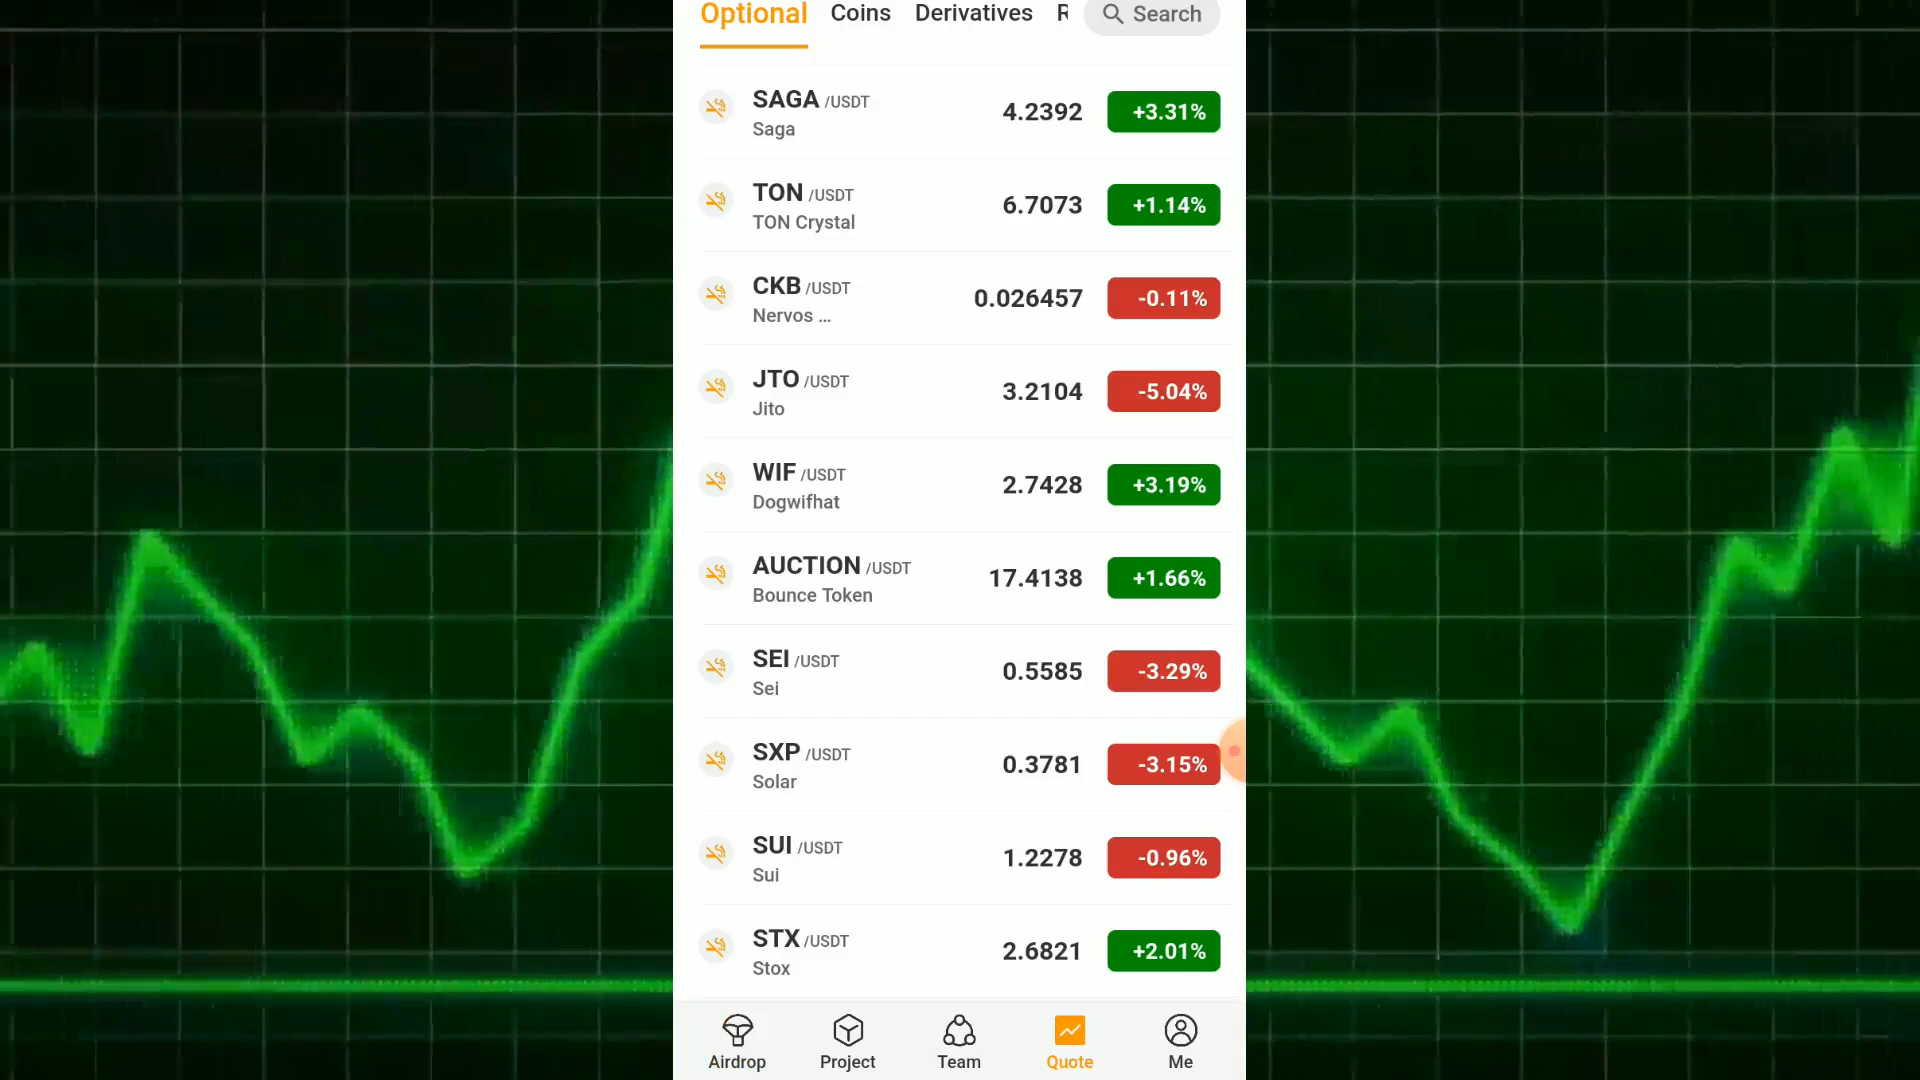 Optional Coins Derivatives R Search
SAGA /USDT 4.2392 +3.31%
Saga
TON /USDT 6.7073 +1.14%
TON Crystal
CKB /USDT 0.026457 -0.11%
Nervos ...
JTO /USDT 3.2104 -5.04%
Jito
WIF /USDT 2.7428 +3.19%
Dogwifhat
AUCTION /USDT 17.4138 +1.66%
Bounce Token
SEI /USDT 0.5585 -3.29%
Sei
SXP /USDT 0.3781 -3.15%
Solar
SUI /USDT 1.2278 -0.96%
Sui
STX /USDT 2.6821 +2.01%
Stox
Airdrop Project Team Quote Me